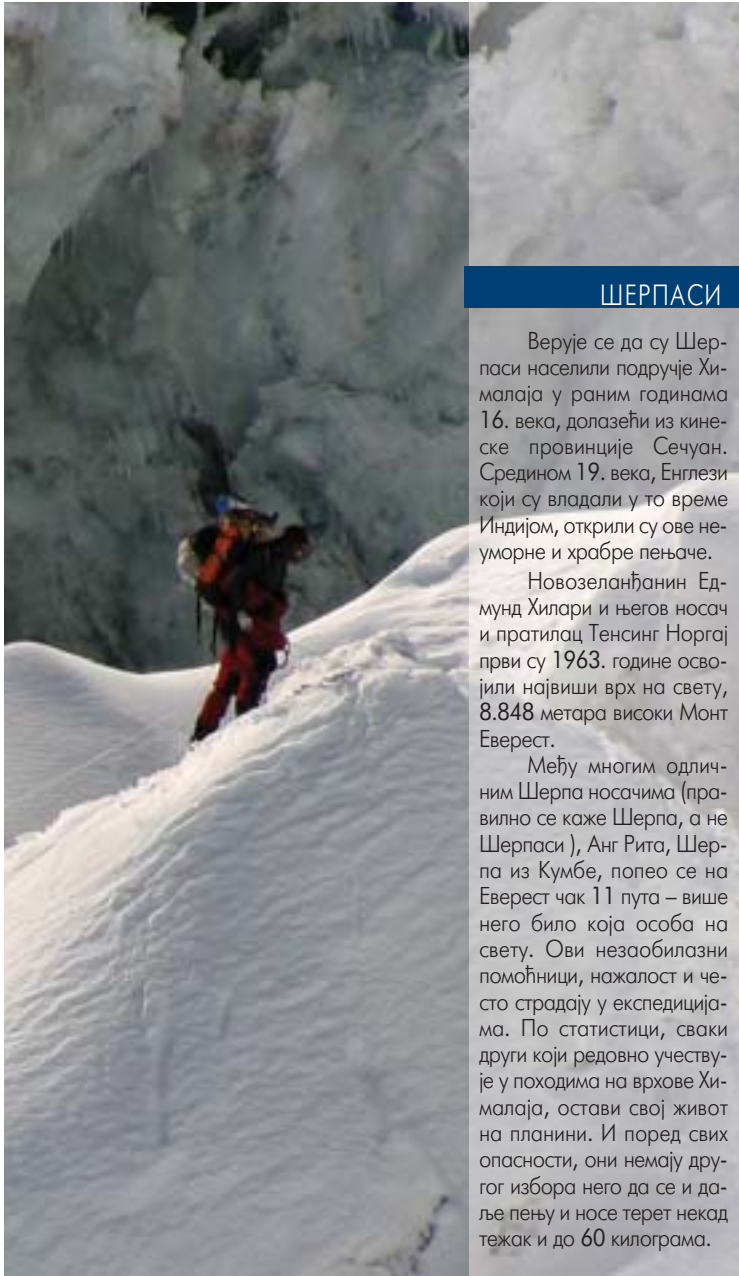 ШЕРПАСИ
Верује се да су Шер-
паси населили подручје Хи-
малаја у раним годинама
16. века, долазећи из кине-
ске провинције Сечуан.
Средином 19. века, Енглези
који су владали у то време
Индијом, открили су ове не-
уморне и храбре пењаче.
Новозеланђанин Ед-
мунд Хилари и његов носач
и пратилац Тенсинг Норгај
први су 1963. године осво-
јили највиши врх на свету,
8.848 метара високи Монт
Еверест.
Међу многим одлич-
ним Шерпа носачима (пра-
вилно се каже Шерпа, а не
Шерпаси ), Анг Рита, Шер-
па из Кумбе, попео се на
Еверест чак 11 пута – више
него било која особа на
свету. Ови незаобилазни
помоћници, нажалост и че-
сто страдају у експедиција-
ма. По статистици, сваки
други који редовно учеству-
је у походима на врхове Хи-
малаја, остави свој живот
на планини. И поред свих
опасности, они немају дру-
гог избора него да се и да-
ље пењу и носе терет некад
тежак и до 60 килограма.